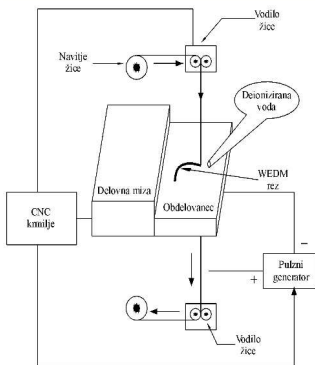 Vodilo
žice
Navitje
žice
Deionizirana
voda
WEDM
rez
Delovna miza
Obdelovanec
CNC
krmilje
−
+
Pulzni
generator
Vodilo
žice